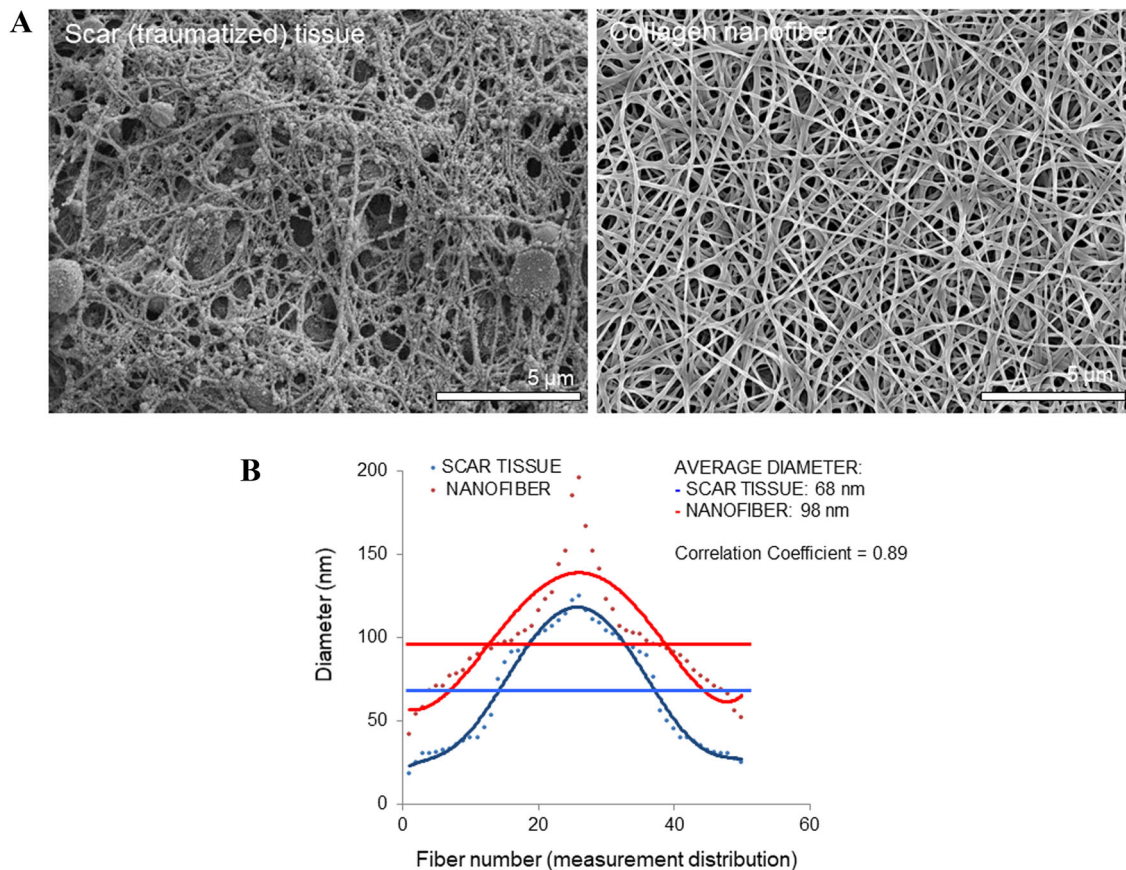 A
Scar (traumatized) tissue
Collagen nanofiber
5 µm
5 µm
B
SCAR TISSUE
NANOFIBER
AVERAGE DIAMETER:
SCAR TISSUE: 68 nm
NANOFIBER: 98 nm
Correlation Coefficient = 0.89
Diameter (nm)
200
150
100
50
0
0
20
40
60
Fiber number (measurement distribution)